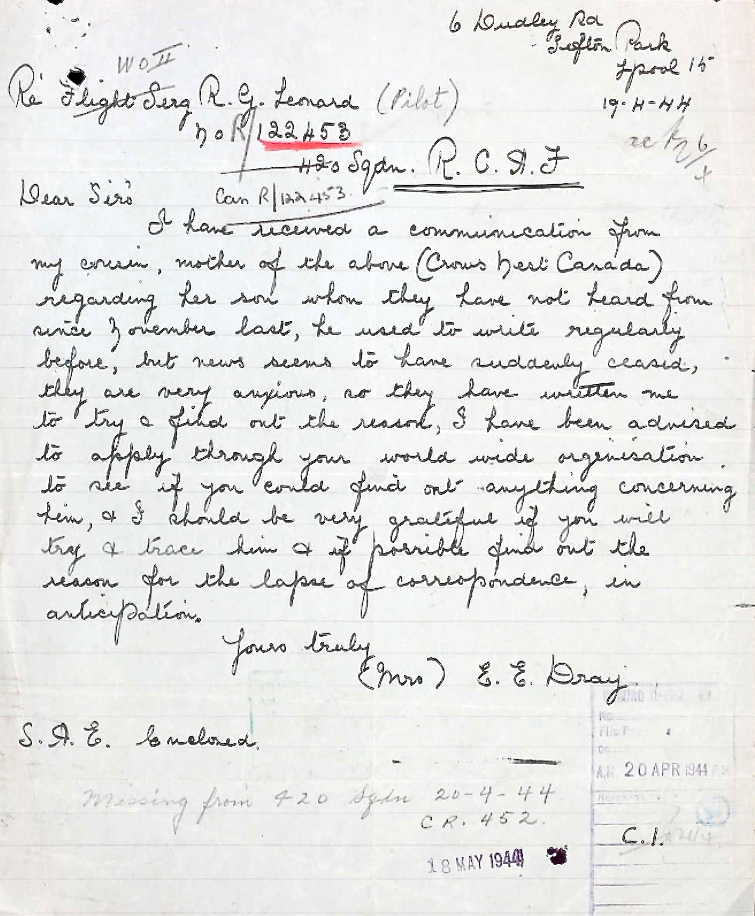 6 Dudley Rd
Sefton Park
Lpool 15
19-4-44
WO II
Re Flight Serg R. G. Leonard (Pilot)
No R/122453
420 Sqdn. R.C.A.F
Can R/122453.
Dear Sirs
I have received a communication from
my cousin, mother of the above (Crows Nest Canada)
regarding her son whom they have not heard from
since November last, he used to write regularly
before, but news seems to have suddenly ceased,
they are very anxious, so they have written me
to try & find out the reason, I have been advised
to apply through your world wide orgenisation
to see if you could find out anything concerning
him, & I should be very grateful if you will
try & trace him & if possible find out the
reason for the lapse of correspondence, in
anticipation.
Yours truly
(Mrs) E. E. Dray.
S.A.E. Enclosed.
RECORD OFFICE
No.
A.M. 20 APR 1944 P.M.
Missing from 420 Sqdn 20-4-44
CR. 452.
C.1.
18 MAY 1944